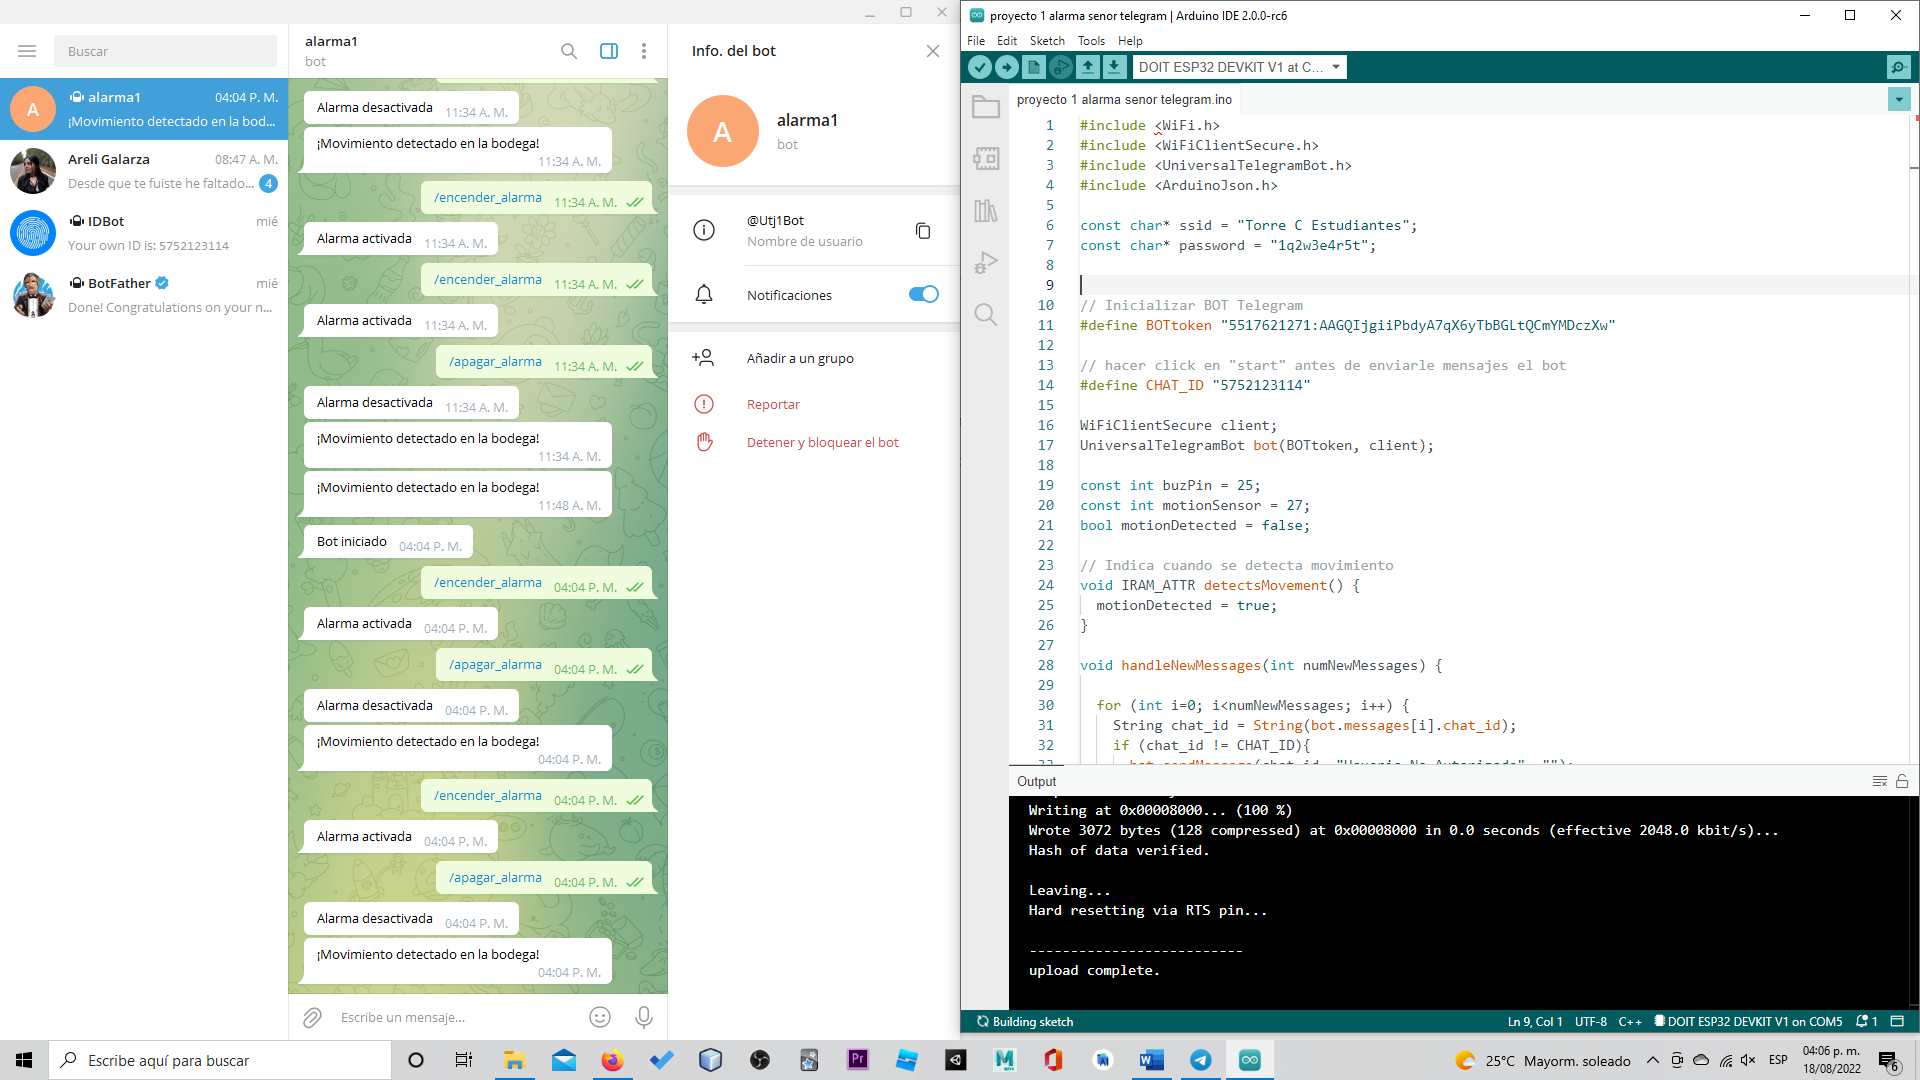 Buscar
A
alarma1
04:04 P. M.
¡Movimiento detectado en la bod...
Areli Galarza
08:47 A. M.
Desde que te fuiste he faltado...
4
IDBot
mié
Your own ID is: 5752123114
BotFather
mié
Done! Congratulations on your n...
alarma1
bot
Alarma desactivada 11:34 A. M.
¡Movimiento detectado en la bodega!
11:34 A. M.
/encender_alarma 11:34 A. M.
Alarma activada 11:34 A. M.
/encender_alarma 11:34 A. M.
Alarma activada 11:34 A. M.
/apagar_alarma 11:34 A. M.
Alarma desactivada 11:34 A. M.
¡Movimiento detectado en la bodega!
11:34 A. M.
¡Movimiento detectado en la bodega!
11:48 A. M.
Bot iniciado 04:04 P. M.
/encender_alarma 04:04 P. M.
Alarma activada 04:04 P. M.
/apagar_alarma 04:04 P. M.
Alarma desactivada 04:04 P. M.
¡Movimiento detectado en la bodega!
04:04 P. M.
/encender_alarma 04:04 P. M.
Alarma activada 04:04 P. M.
/apagar_alarma 04:04 P. M.
Alarma desactivada 04:04 P. M.
¡Movimiento detectado en la bodega!
04:04 P. M.
Escribe un mensaje...
Info. del bot
A
alarma1
bot
@Utj1Bot
Nombre de usuario
Notificaciones
Añadir a un grupo
Reportar
Detener y bloquear el bot
proyecto 1 alarma senor telegram | Arduino IDE 2.0.0-rc6
File Edit Sketch Tools Help
DOIT ESP32 DEVKIT V1 at C...
proyecto 1 alarma senor telegram.ino
1 #include <WiFi.h>
2 #include <WiFiClientSecure.h>
3 #include <UniversalTelegramBot.h>
4 #include <ArduinoJson.h>
5
6 const char* ssid = "Torre C Estudiantes";
7 const char* password = "1q2w3e4r5t";
8
9
10 // Inicializar BOT Telegram
11 #define BOTtoken "5517621271:AAGQIjgiiPbdyA7qX6yTbBGLtQCmYMDczXw"
12
13 // hacer click en "start" antes de enviarle mensajes el bot
14 #define CHAT_ID "5752123114"
15
16 WiFiClientSecure client;
17 UniversalTelegramBot bot(BOTtoken, client);
18
19 const int buzPin = 25;
20 const int motionSensor = 27;
21 bool motionDetected = false;
22
23 // Indica cuando se detecta movimiento
24 void IRAM_ATTR detectsMovement() {
25 motionDetected = true;
26 }
27
28 void handleNewMessages(int numNewMessages) {
29
30 for (int i=0; i<numNewMessages; i++) {
31 String chat_id = String(bot.messages[i].chat_id);
32 if (chat_id != CHAT_ID){
Output
Writing at 0x00008000... (100 %)
Wrote 3072 bytes (128 compressed) at 0x00008000 in 0.0 seconds (effective 2048.0 kbit/s)...
Hash of data verified.
Leaving...
Hard resetting via RTS pin...
--------------------------
upload complete.
Building sketch
Ln 9, Col 1 UTF-8 C++ DOIT ESP32 DEVKIT V1 on COM5 1
Escribe aquí para buscar
Pr
25°C Mayorm. soleado
ESP
04:06 p. m.
18/08/2022
6